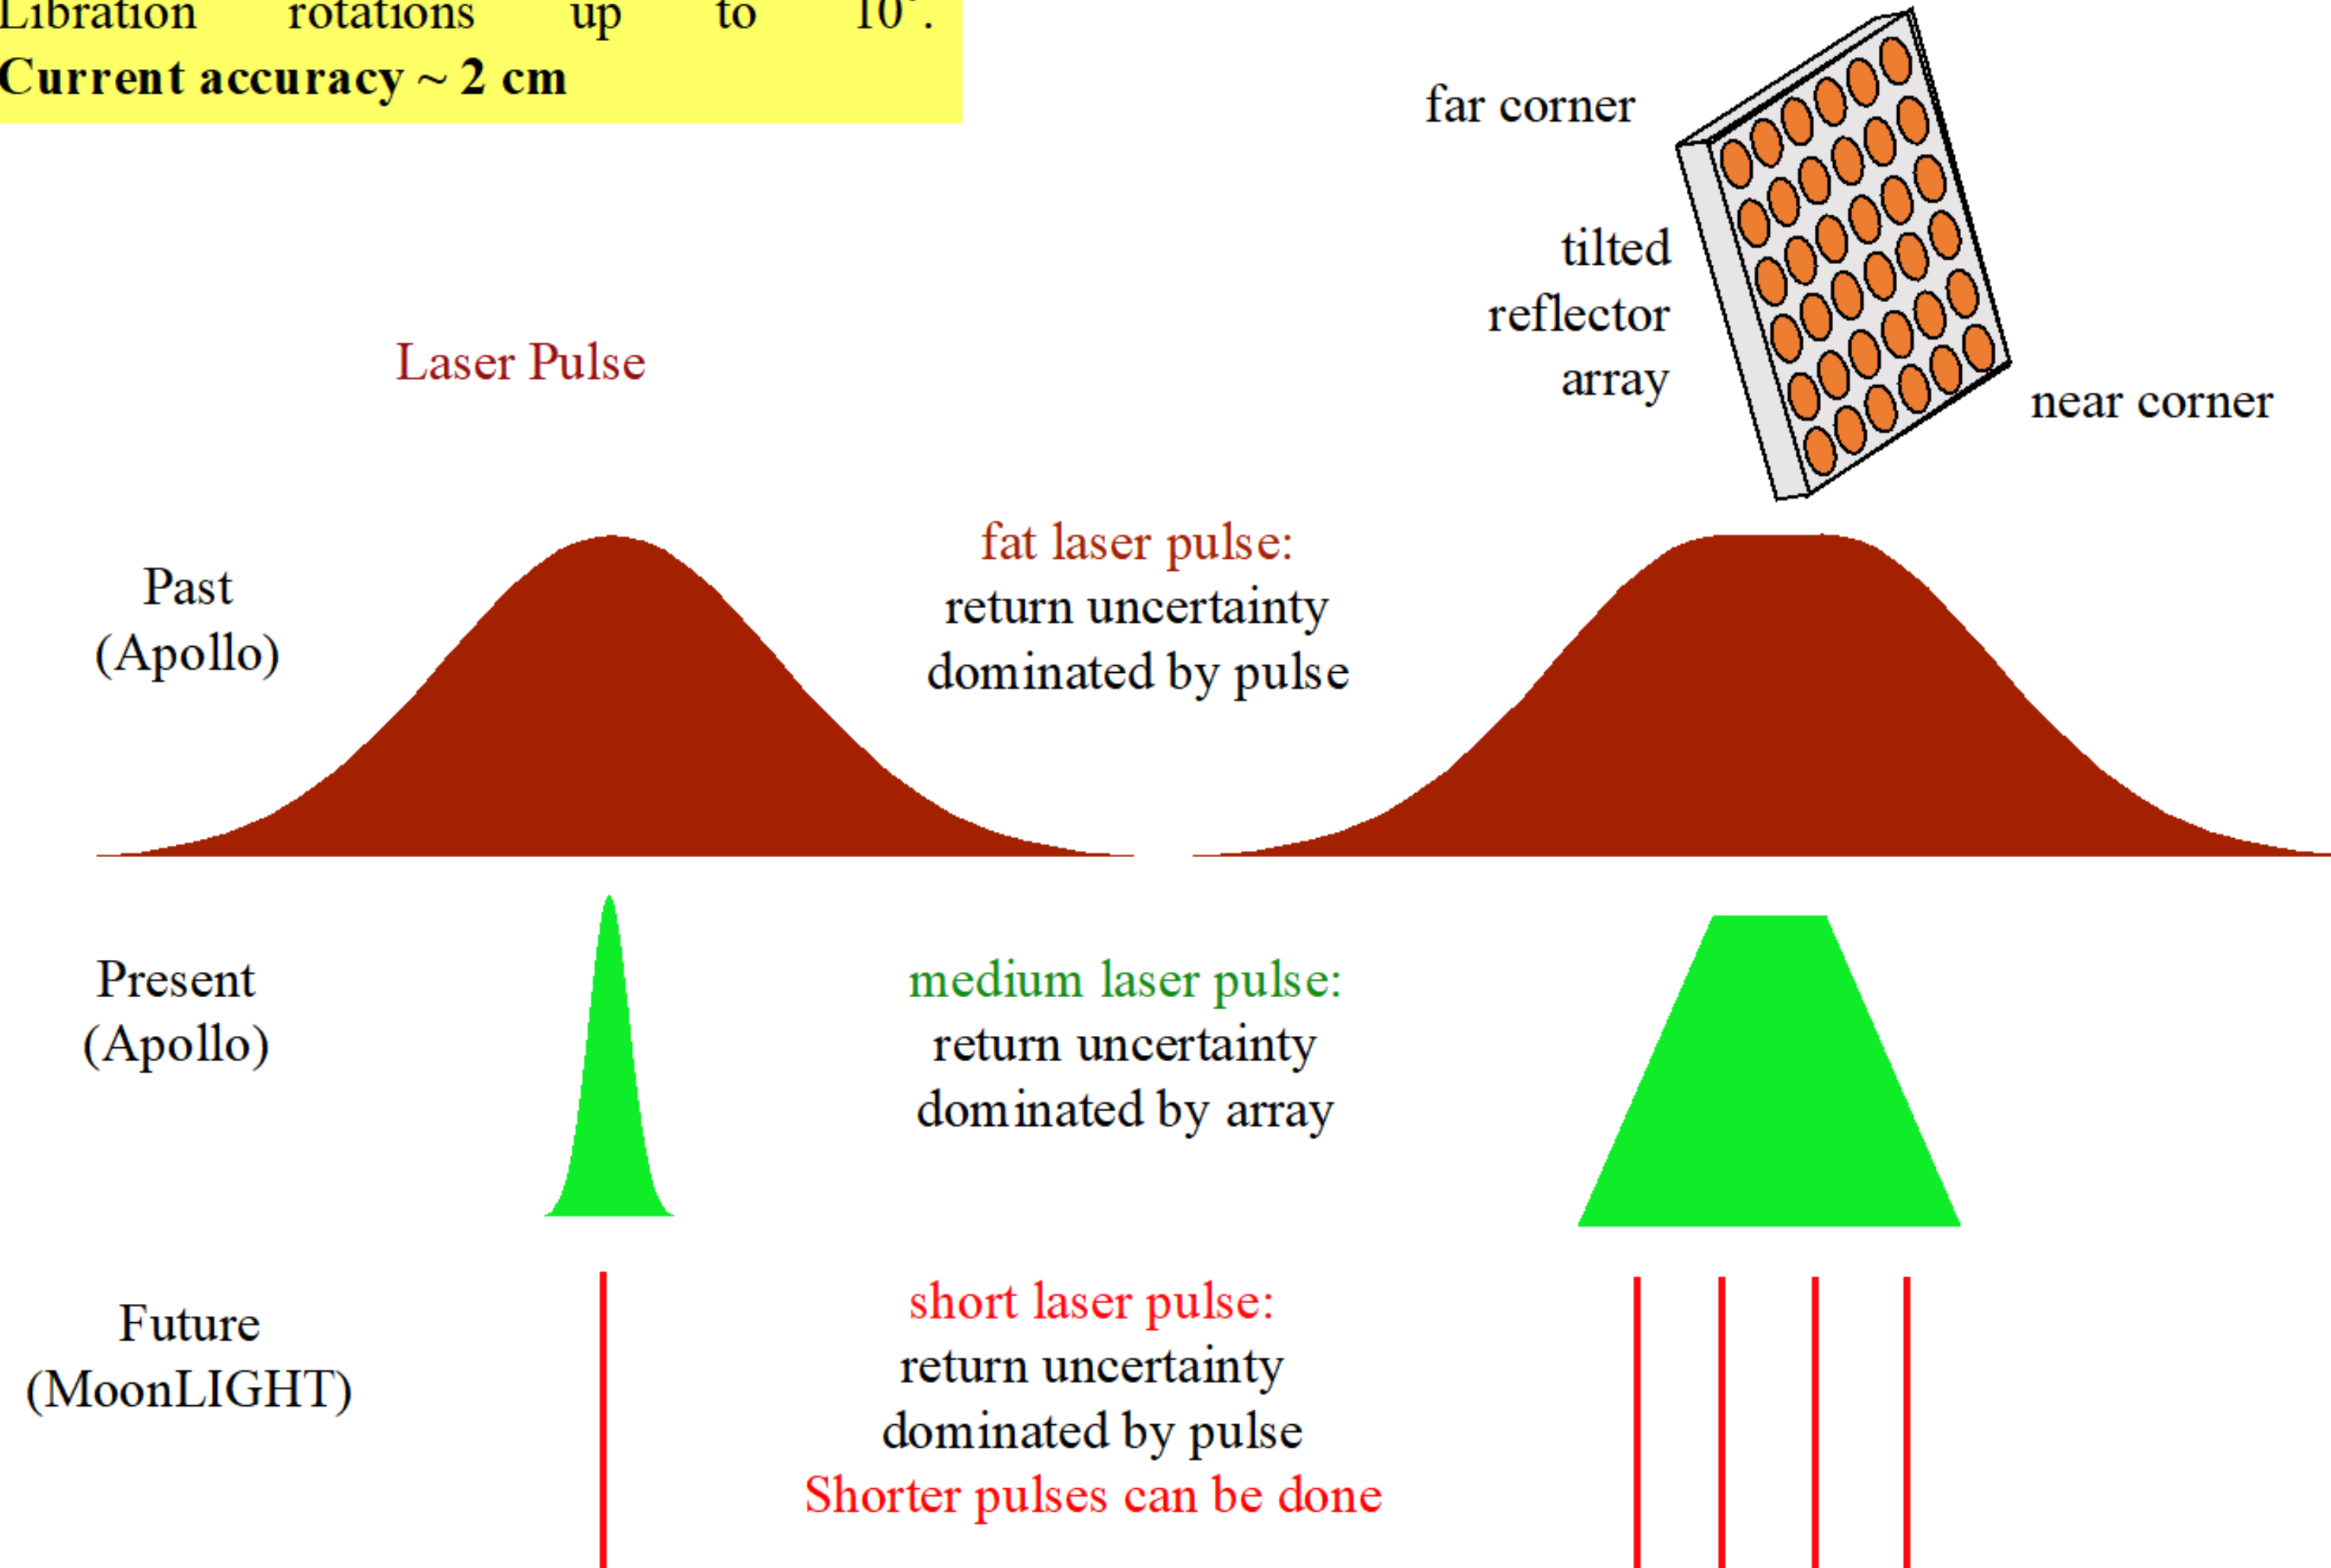 Libration rotations up to 10°.
Current accuracy ~ 2 cm
far corner
tilted
reflector
array
near corner
Laser Pulse
Past
(Apollo)
fat laser pulse:
return uncertainty
dominated by pulse
Present
(Apollo)
medium laser pulse:
return uncertainty
dominated by array
Future
(MoonLIGHT)
short laser pulse:
return uncertainty
dominated by pulse
Shorter pulses can be done